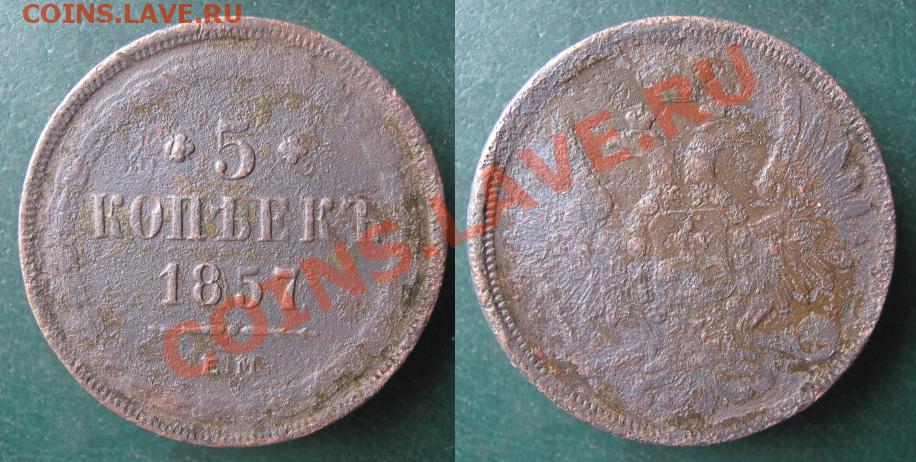 COINS.LAVE.RU
5
КОПѢЕКЪ
1857
Е.М.
COINS.LAVE.RU